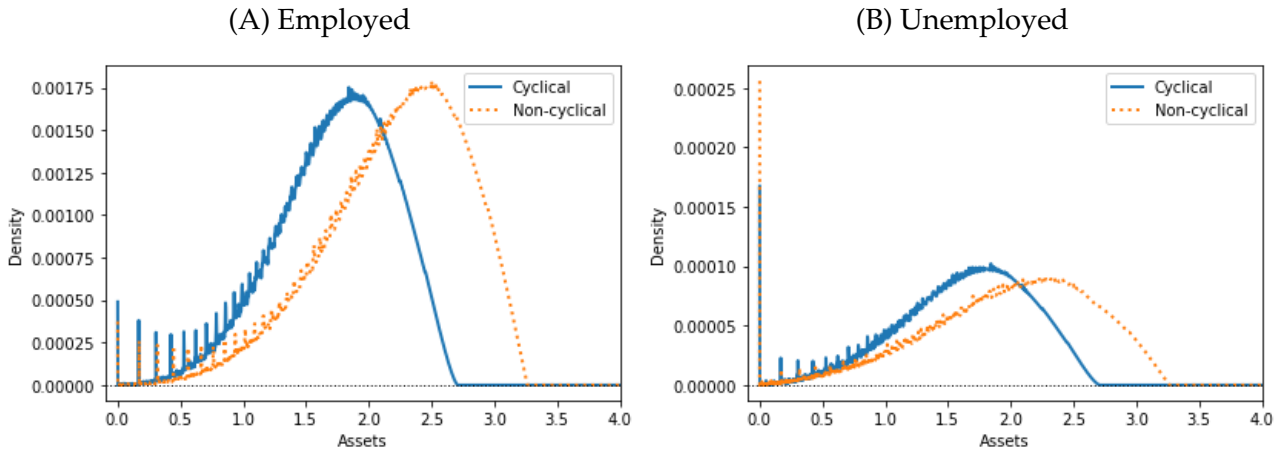 (A) Employed
(B) Unemployed
Density
0.00175
0.00150
0.00125
0.00100
0.00075
0.00050
0.00025
0.00000
Cyclical
Non-cyclical
0.0 0.5 1.0 1.5 2.0 2.5 3.0 3.5 4.0
Assets
Density
0.00025
0.00020
0.00015
0.00010
0.00005
0.00000
Cyclical
Non-cyclical
0.0 0.5 1.0 1.5 2.0 2.5 3.0 3.5 4.0
Assets